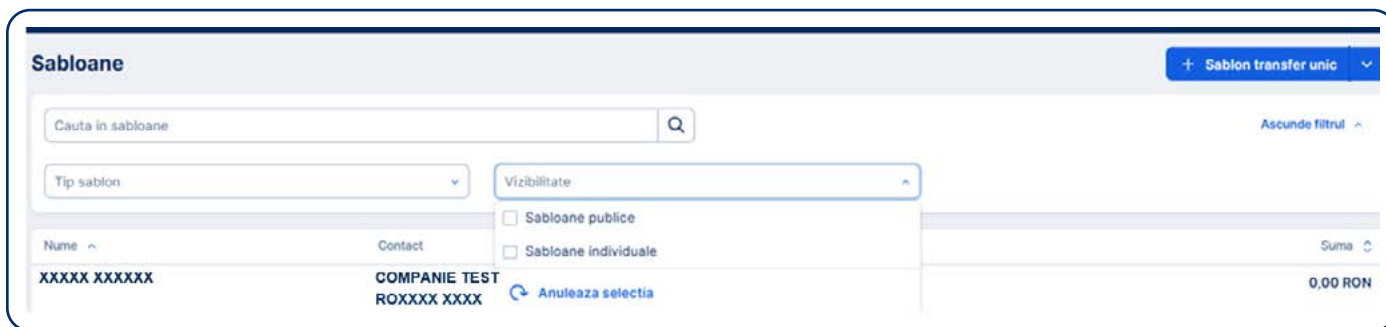 Sabloane
+ Sablon transfer unic
Cauta in sabloane
Ascunde filtrul
Tip sablon
Vizibilitate
Sabloane publice
Sabloane individuale
Anuleaza selectia
Nume
Contact
Suma
XXXXX XXXXXX
COMPANIE TEST
ROXXXX XXXX
0,00 RON